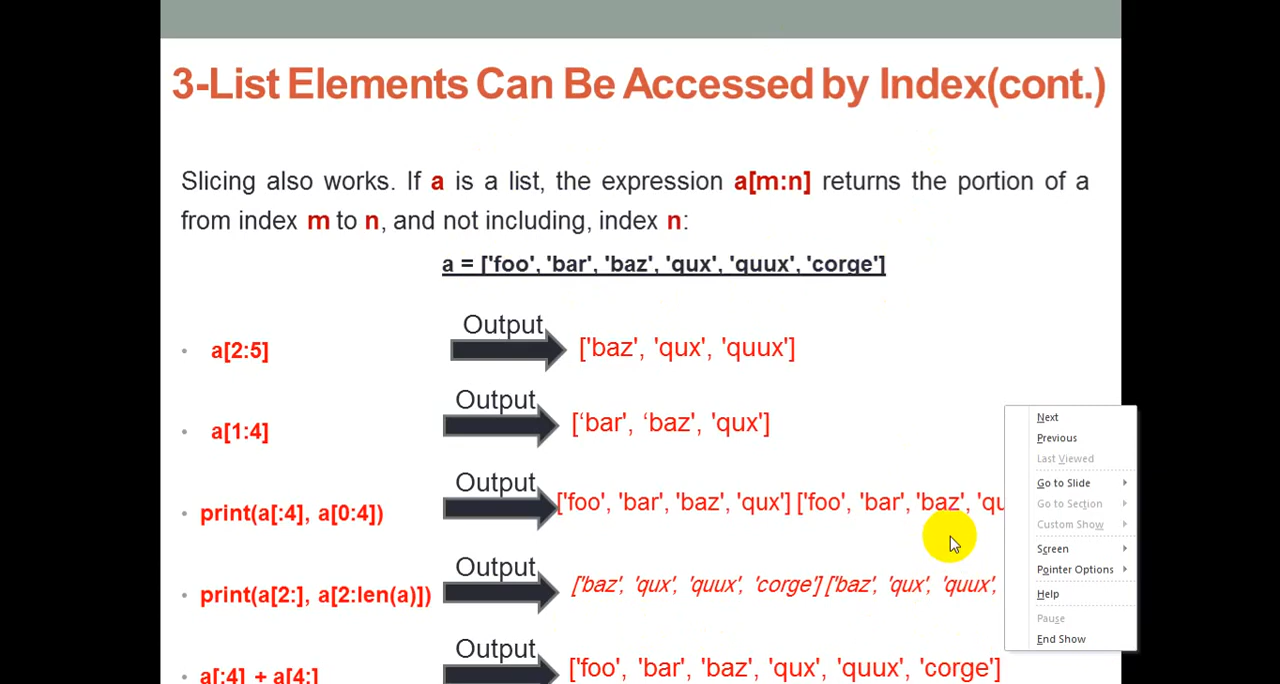 3-List Elements Can Be Accessed by Index(cont.)
Slicing also works. If a is a list, the expression a[m:n] returns the portion of a
from index m to n, and not including, index n:
a = ['foo', 'bar', 'baz', 'qux', 'quux', 'corge']
• a[2:5]
Output
['baz', 'qux', 'quux']
• a[1:4]
Output
[‘bar', ‘baz', 'qux']
• print(a[:4], a[0:4])
Output
['foo', 'bar', 'baz', 'qux'] ['foo', 'bar', 'baz', 'qu
• print(a[2:], a[2:len(a)])
Output
['baz', 'qux', 'quux', 'corge'] ['baz', 'qux', 'quux',
• a[:4] + a[4:]
Output
['foo', 'bar', 'baz', 'qux', 'quux', 'corge']
Next
Previous
Last Viewed
Go to Slide
Go to Section
Custom Show
Screen
Pointer Options
Help
Pause
End Show